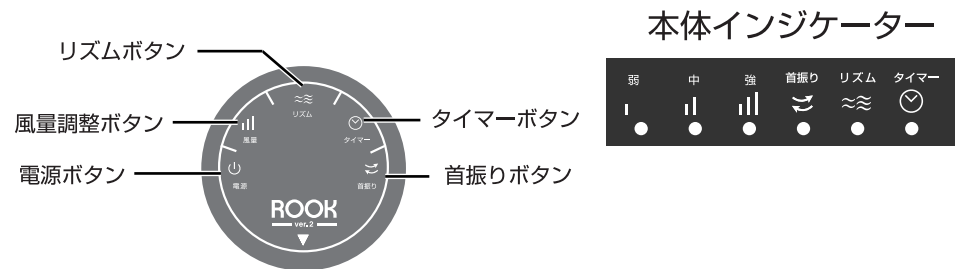 本体インジケーター
リズムボタン
風量調整ボタン
電源ボタン
タイマーボタン
首振りボタン
リズム
風量
タイマー
電源
首振り
ROOK
ver.2
弱 中 強 首振り リズム タイマー